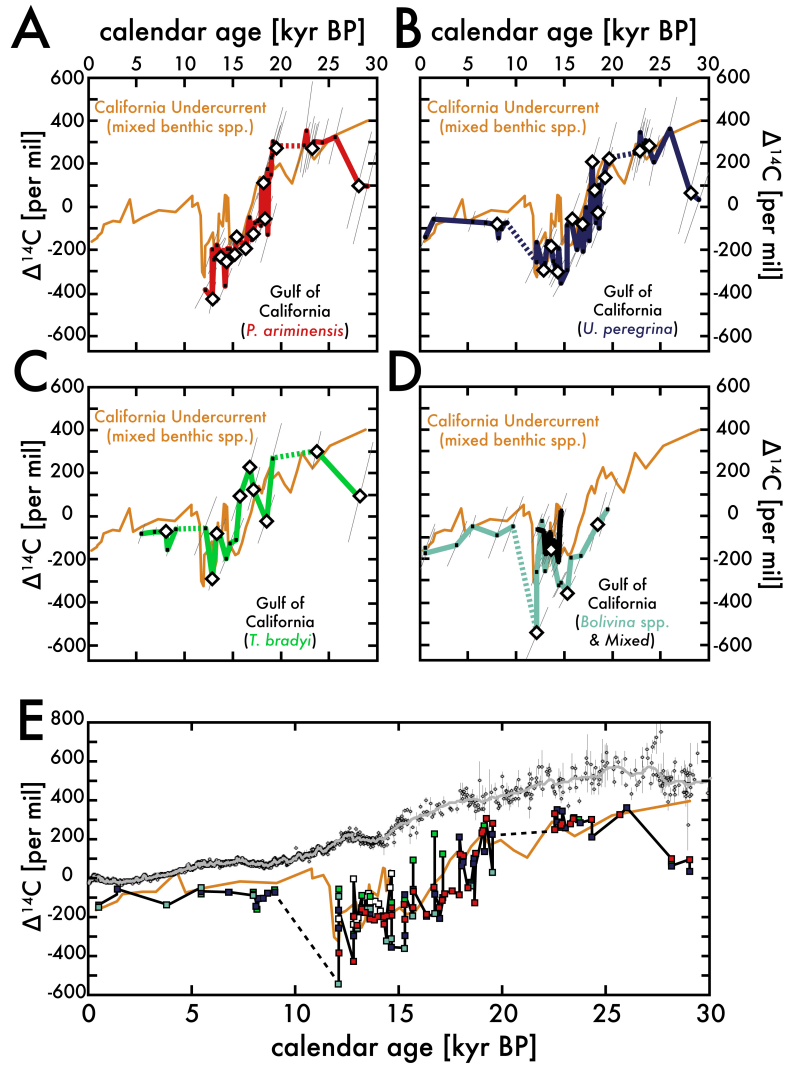 A calendar age [kyr BP] B calendar age [kyr BP]
0 5 10 15 20 25 30 0 5 10 15 20 25 30
600 400 200 0 -200 -400 -600
Δ¹⁴C [per mil]
California Undercurrent
(mixed benthic spp.)
Gulf of
California
(P. ariminensis)
California Undercurrent
(mixed benthic spp.)
Gulf of
California
(U. peregrina)
600 400 200 0 -200 -400 -600
Δ¹⁴C [per mil]
C
600 400 200 0 -200 -400 -600
Δ¹⁴C [per mil]
California Undercurrent
(mixed benthic spp.)
Gulf of
California
(T. bradyi)
D
California Undercurrent
(mixed benthic spp.)
Gulf of
California
(Bolivina spp.
& Mixed)
600 400 200 0 -200 -400 -600
Δ¹⁴C [per mil]
E
800 600 400 200 0 -200 -400 -600
Δ¹⁴C [per mil]
0 5 10 15 20 25 30
calendar age [kyr BP]